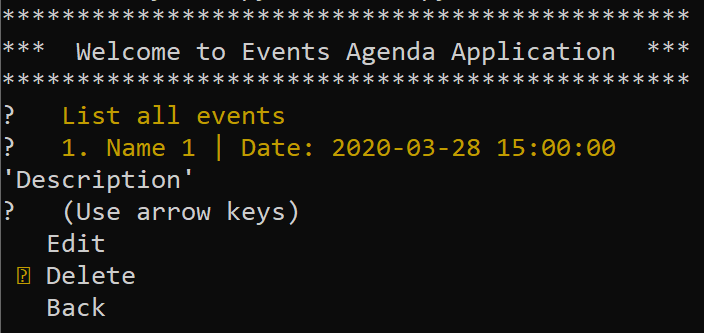 **********************************************
***  Welcome to Events Agenda Application  ***
**********************************************
?   List all events
?   1. Name 1 | Date: 2020-03-28 15:00:00
'Description'
?   (Use arrow keys)
   Edit
 ⍰ Delete
   Back